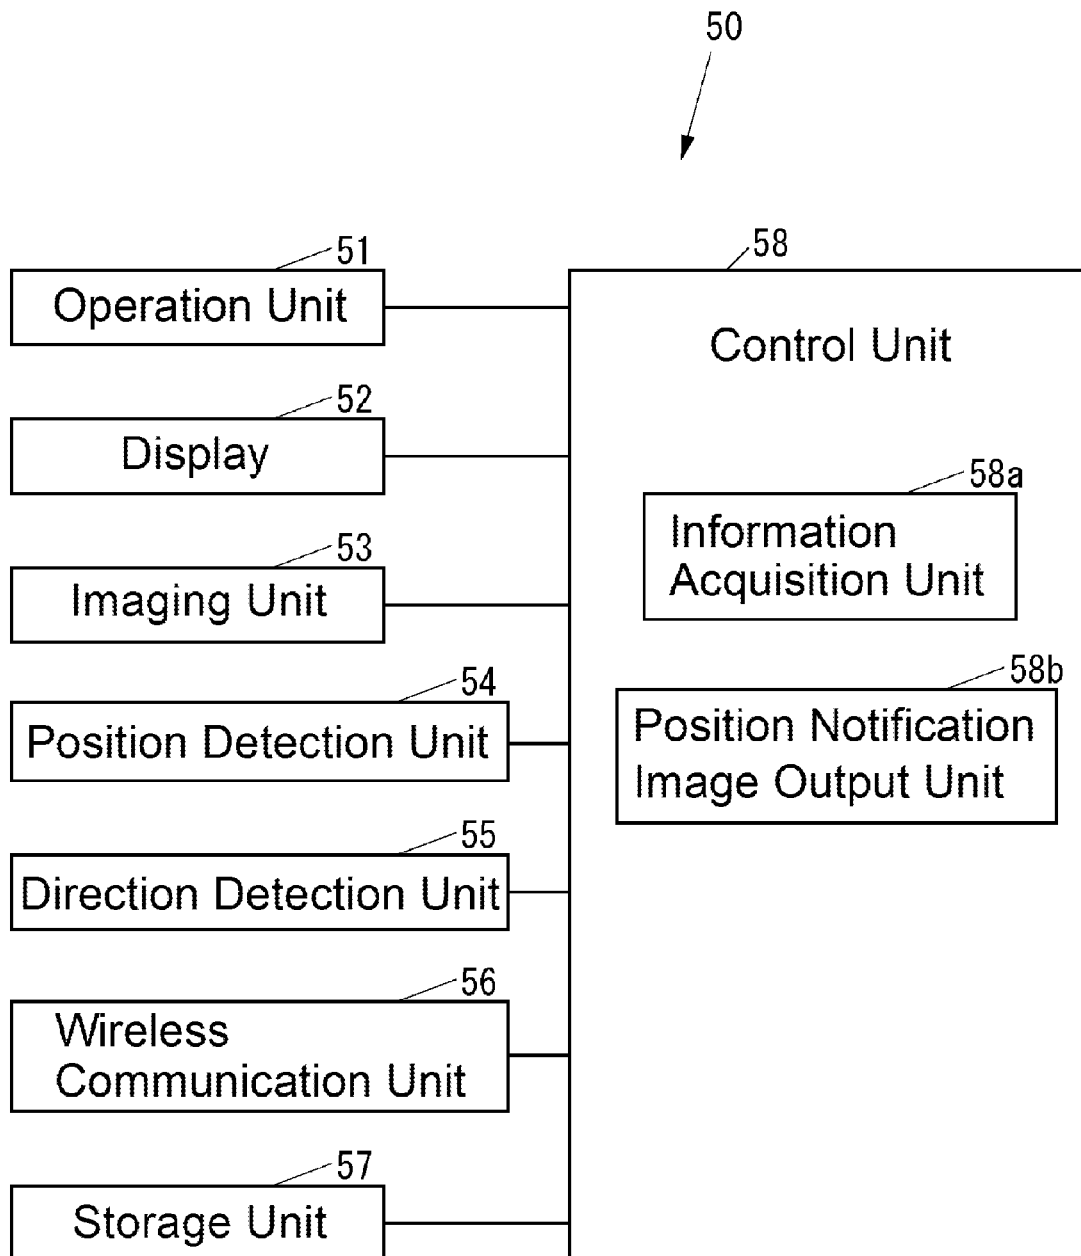 50
51
Operation Unit
52
Display
53
Imaging Unit
54
Position Detection Unit
55
Direction Detection Unit
56
Wireless
Communication Unit
57
Storage Unit
58
Control Unit
58a
Information
Acquisition Unit
58b
Position Notification
Image Output Unit